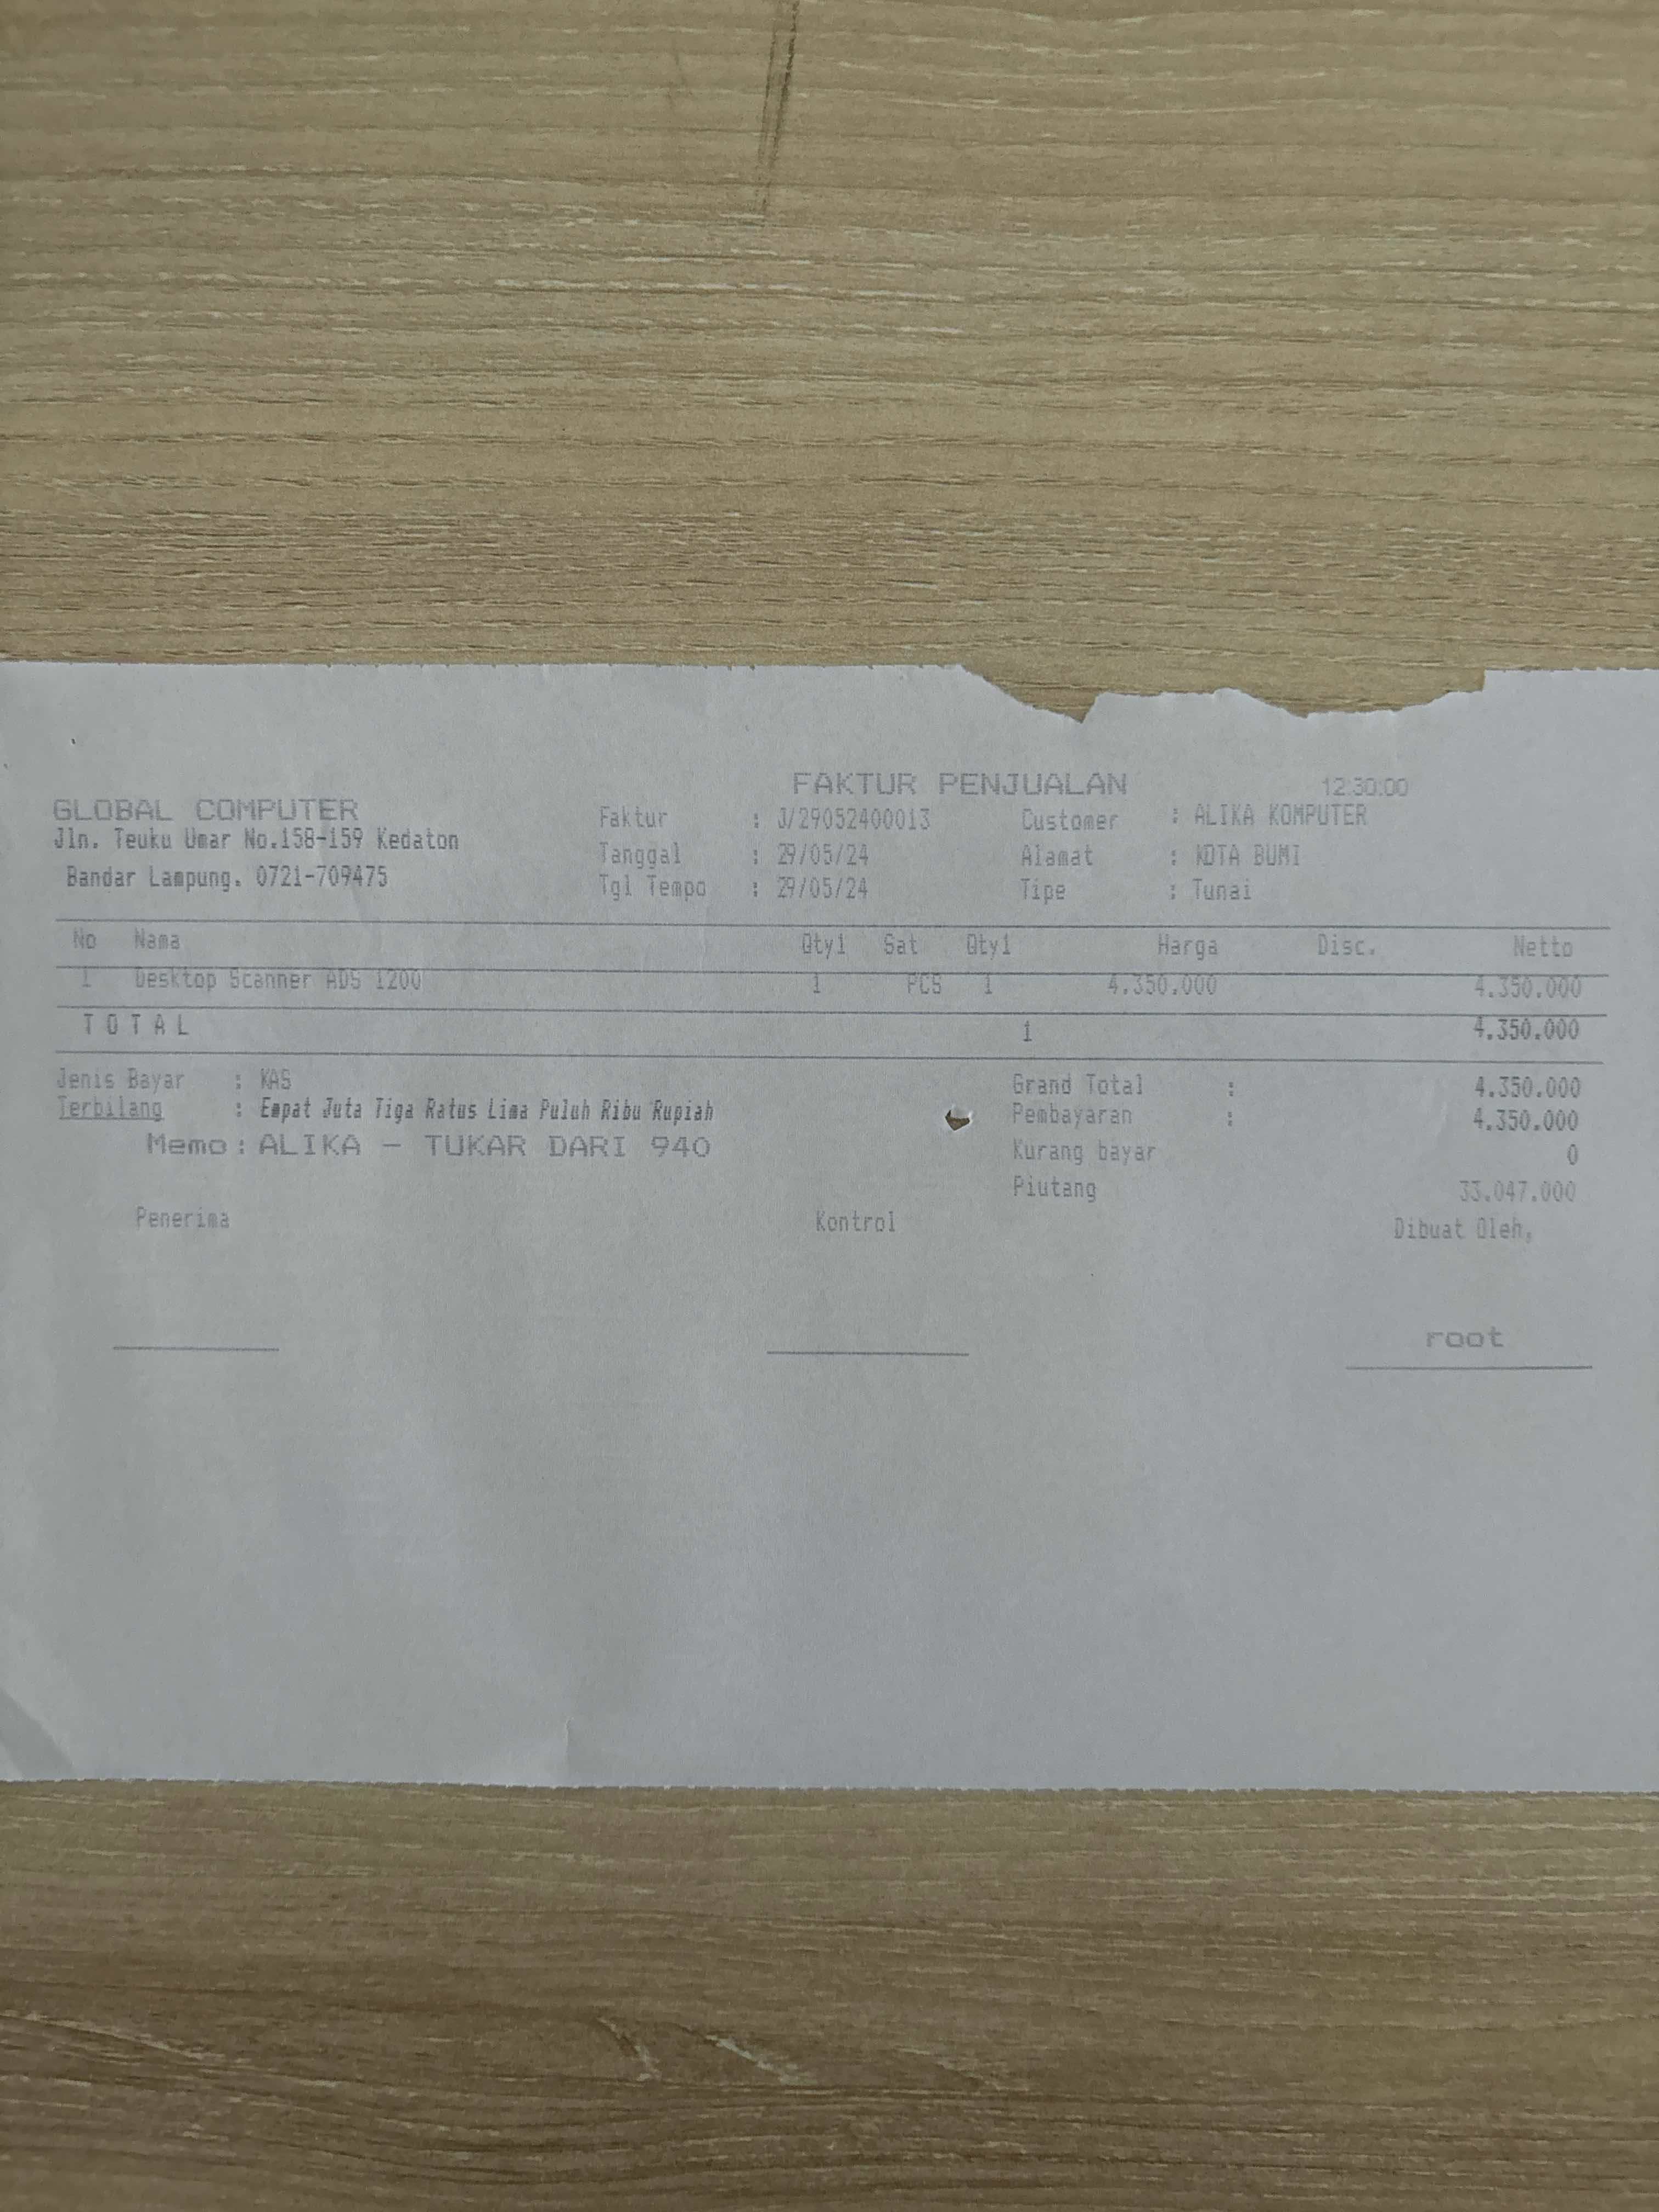 FAKTUR PENJUALAN 12:30:00
GLOBAL COMPUTER
Jln. Teuku Umar No.158-159 Kedaton
Bandar Lampung. 0721-709475
Faktur : J/29052400013
Tanggal : 29/05/24
Tgl Tempo : 29/05/24
Customer : ALIKA KOMPUTER
Alamat : KOTA BUMI
Tipe : Tunai
No Nama Qty1 Sat Qty1 Harga Disc. Netto
1 Desktop Scanner ADS 1200 1 PCS 1 4.350.000 4.350.000
T O T A L 1 4.350.000
Jenis Bayar : KAS
Terbilang : Empat Juta Tiga Ratus Lima Puluh Ribu Rupiah
Memo : ALIKA - TUKAR DARI 940
Grand Total : 4.350.000
Pembayaran : 4.350.000
Kurang bayar 0
Piutang 33.047.000
Penerima Kontrol Dibuat Oleh,
root